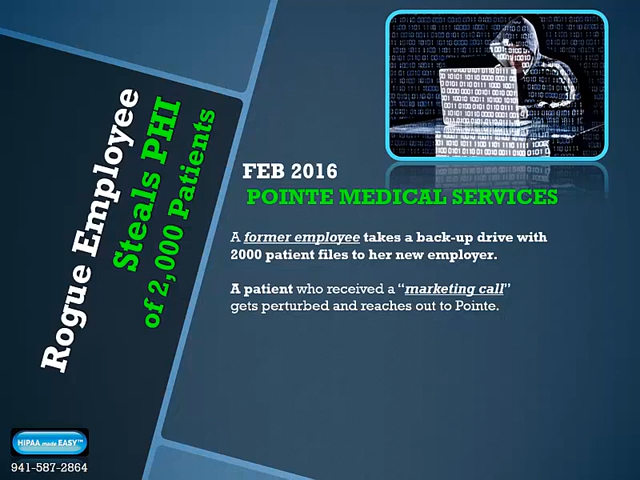 Rogue Employee
Steals PHI
of 2,000 Patients
FEB 2016
POINTE MEDICAL SERVICES
A former employee takes a back-up drive with
2000 patient files to her new employer.
A patient who received a “marketing call”
gets perturbed and reaches out to Pointe.
HIPAA made EASY™
941-587-2864